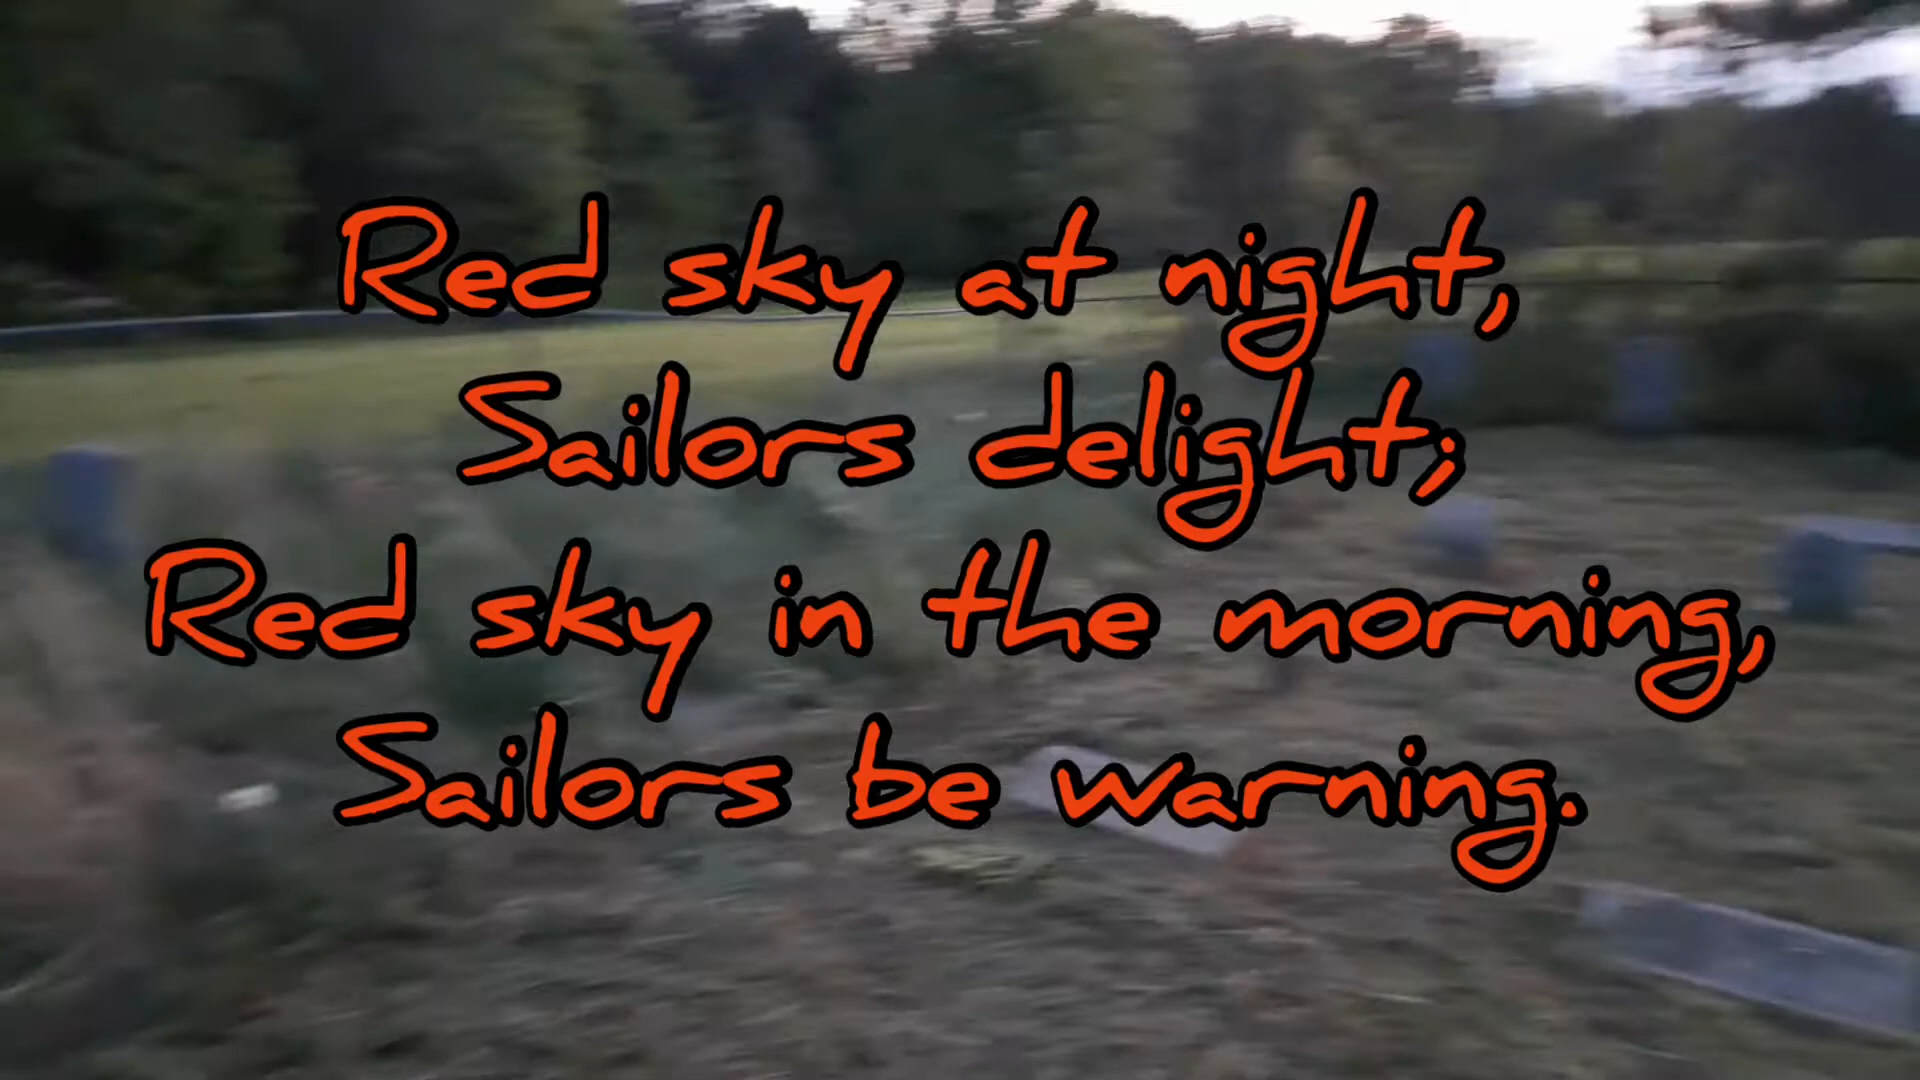 Red sky at night,
Sailors delight;
Red sky in the morning,
Sailors be warning.